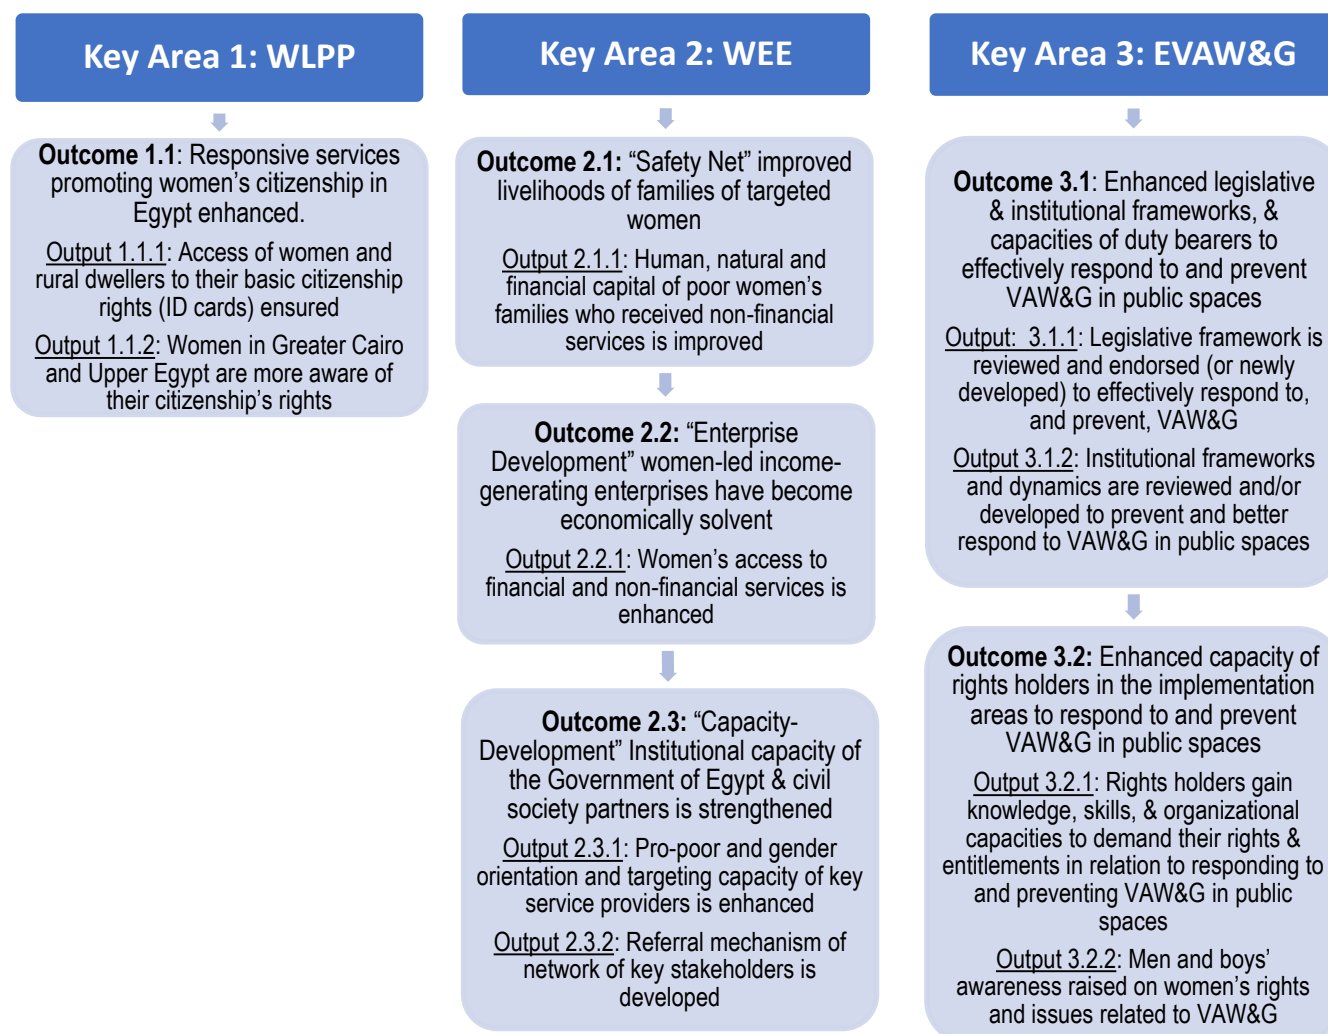 Key Area 1: WLPP
Outcome 1.1: Responsive services
promoting women’s citizenship in
Egypt enhanced.
Output 1.1.1: Access of women and
rural dwellers to their basic citizenship
rights (ID cards) ensured
Output 1.1.2: Women in Greater Cairo
and Upper Egypt are more aware of
their citizenship’s rights
Key Area 2: WEE
Outcome 2.1: “Safety Net” improved
livelihoods of families of targeted
women
Output 2.1.1: Human, natural and
financial capital of poor women’s
families who received non-financial
services is improved
Outcome 2.2: “Enterprise
Development” women-led income-
generating enterprises have become
economically solvent
Output 2.2.1: Women’s access to
financial and non-financial services is
enhanced
Outcome 2.3: “Capacity-
Development” Institutional capacity of
the Government of Egypt & civil
society partners is strengthened
Output 2.3.1: Pro-poor and gender
orientation and targeting capacity of key
service providers is enhanced
Output 2.3.2: Referral mechanism of
network of key stakeholders is
developed
Key Area 3: EVAW&G
Outcome 3.1: Enhanced legislative
& institutional frameworks, &
capacities of duty bearers to
effectively respond to and prevent
VAW&G in public spaces
Output: 3.1.1: Legislative framework is
reviewed and endorsed (or newly
developed) to effectively respond to,
and prevent, VAW&G
Output 3.1.2: Institutional frameworks
and dynamics are reviewed and/or
developed to prevent and better
respond to VAW&G in public spaces
Outcome 3.2: Enhanced capacity of
rights holders in the implementation
areas to respond to and prevent
VAW&G in public spaces
Output 3.2.1: Rights holders gain
knowledge, skills, & organizational
capacities to demand their rights &
entitlements in relation to responding to
and preventing VAW&G in public
spaces
Output 3.2.2: Men and boys’
awareness raised on women’s rights
and issues related to VAW&G